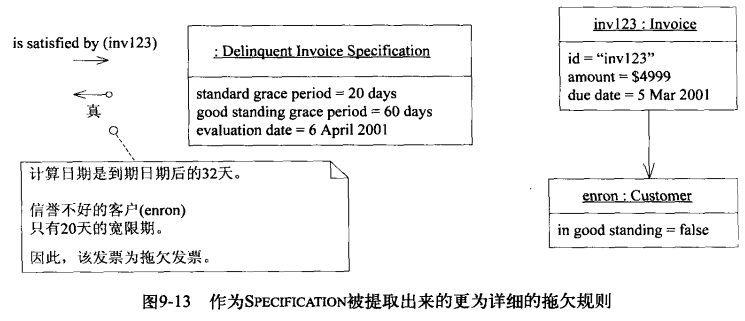 is satisfied by (inv123)
真
: Delinquent Invoice Specification
standard grace period = 20 days
good standing grace period = 60 days
evaluation date = 6 April 2001
inv123 : Invoice
id = “inv123”
amount = $4999
due date = 5 Mar 2001
计算日期是到期日期后的32天。
信誉不好的客户(enron)
只有20天的宽限期。
因此，该发票为拖欠发票。
enron : Customer
in good standing = false
图9-13 作为SPECIFICATION被提取出来的更为详细的拖欠规则